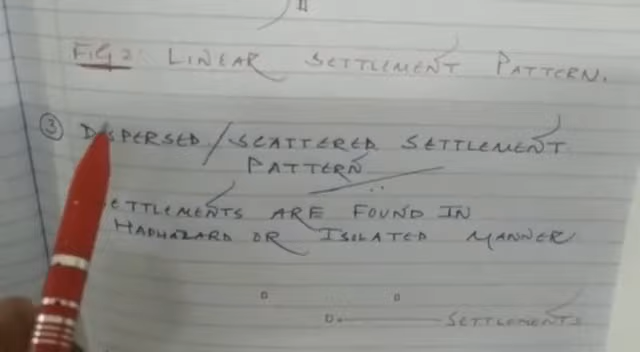 FIG 2: LINEAR SETTLEMENT PATTERN.
③ DISPERSED/SCATTERED SETTLEMENT
PATTERN
SETTLEMENTS ARE FOUND IN
HAPHAZARD OR ISOLATED MANNER
SETTLEMENTS